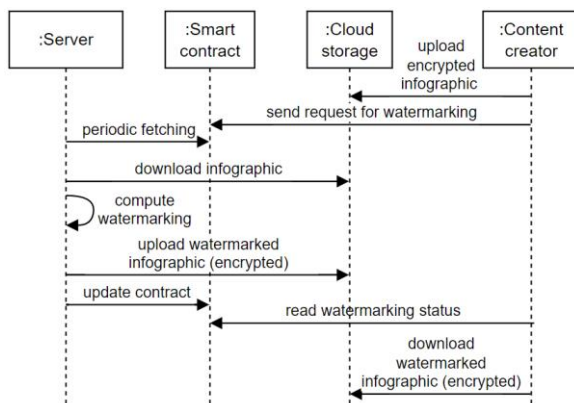 :Server
:Smart
contract
:Cloud
storage
:Content
creator
upload
encrypted
infographic
send request for watermarking
periodic fetching
download infographic
compute
watermarking
upload watermarked
infographic (encrypted)
update contract
read watermarking status
download
watermarked
infographic (encrypted)